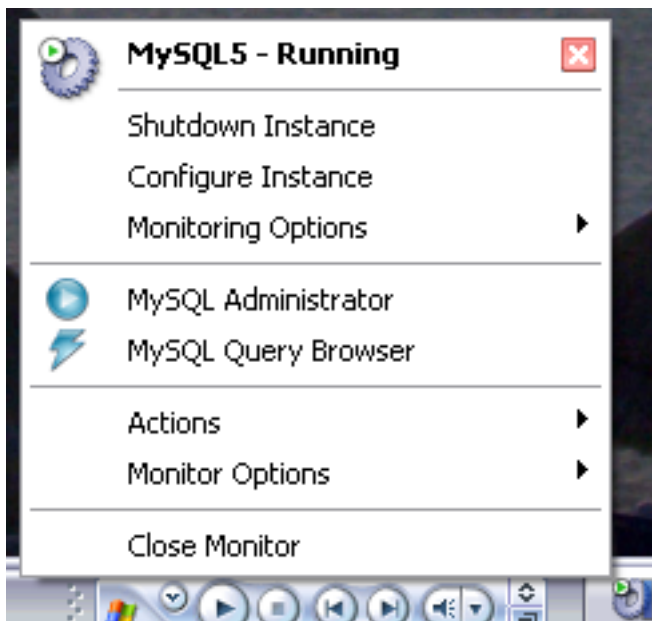 MySQL5 - Running
Shutdown Instance
Configure Instance
Monitoring Options
MySQL Administrator
MySQL Query Browser
Actions
Monitor Options
Close Monitor